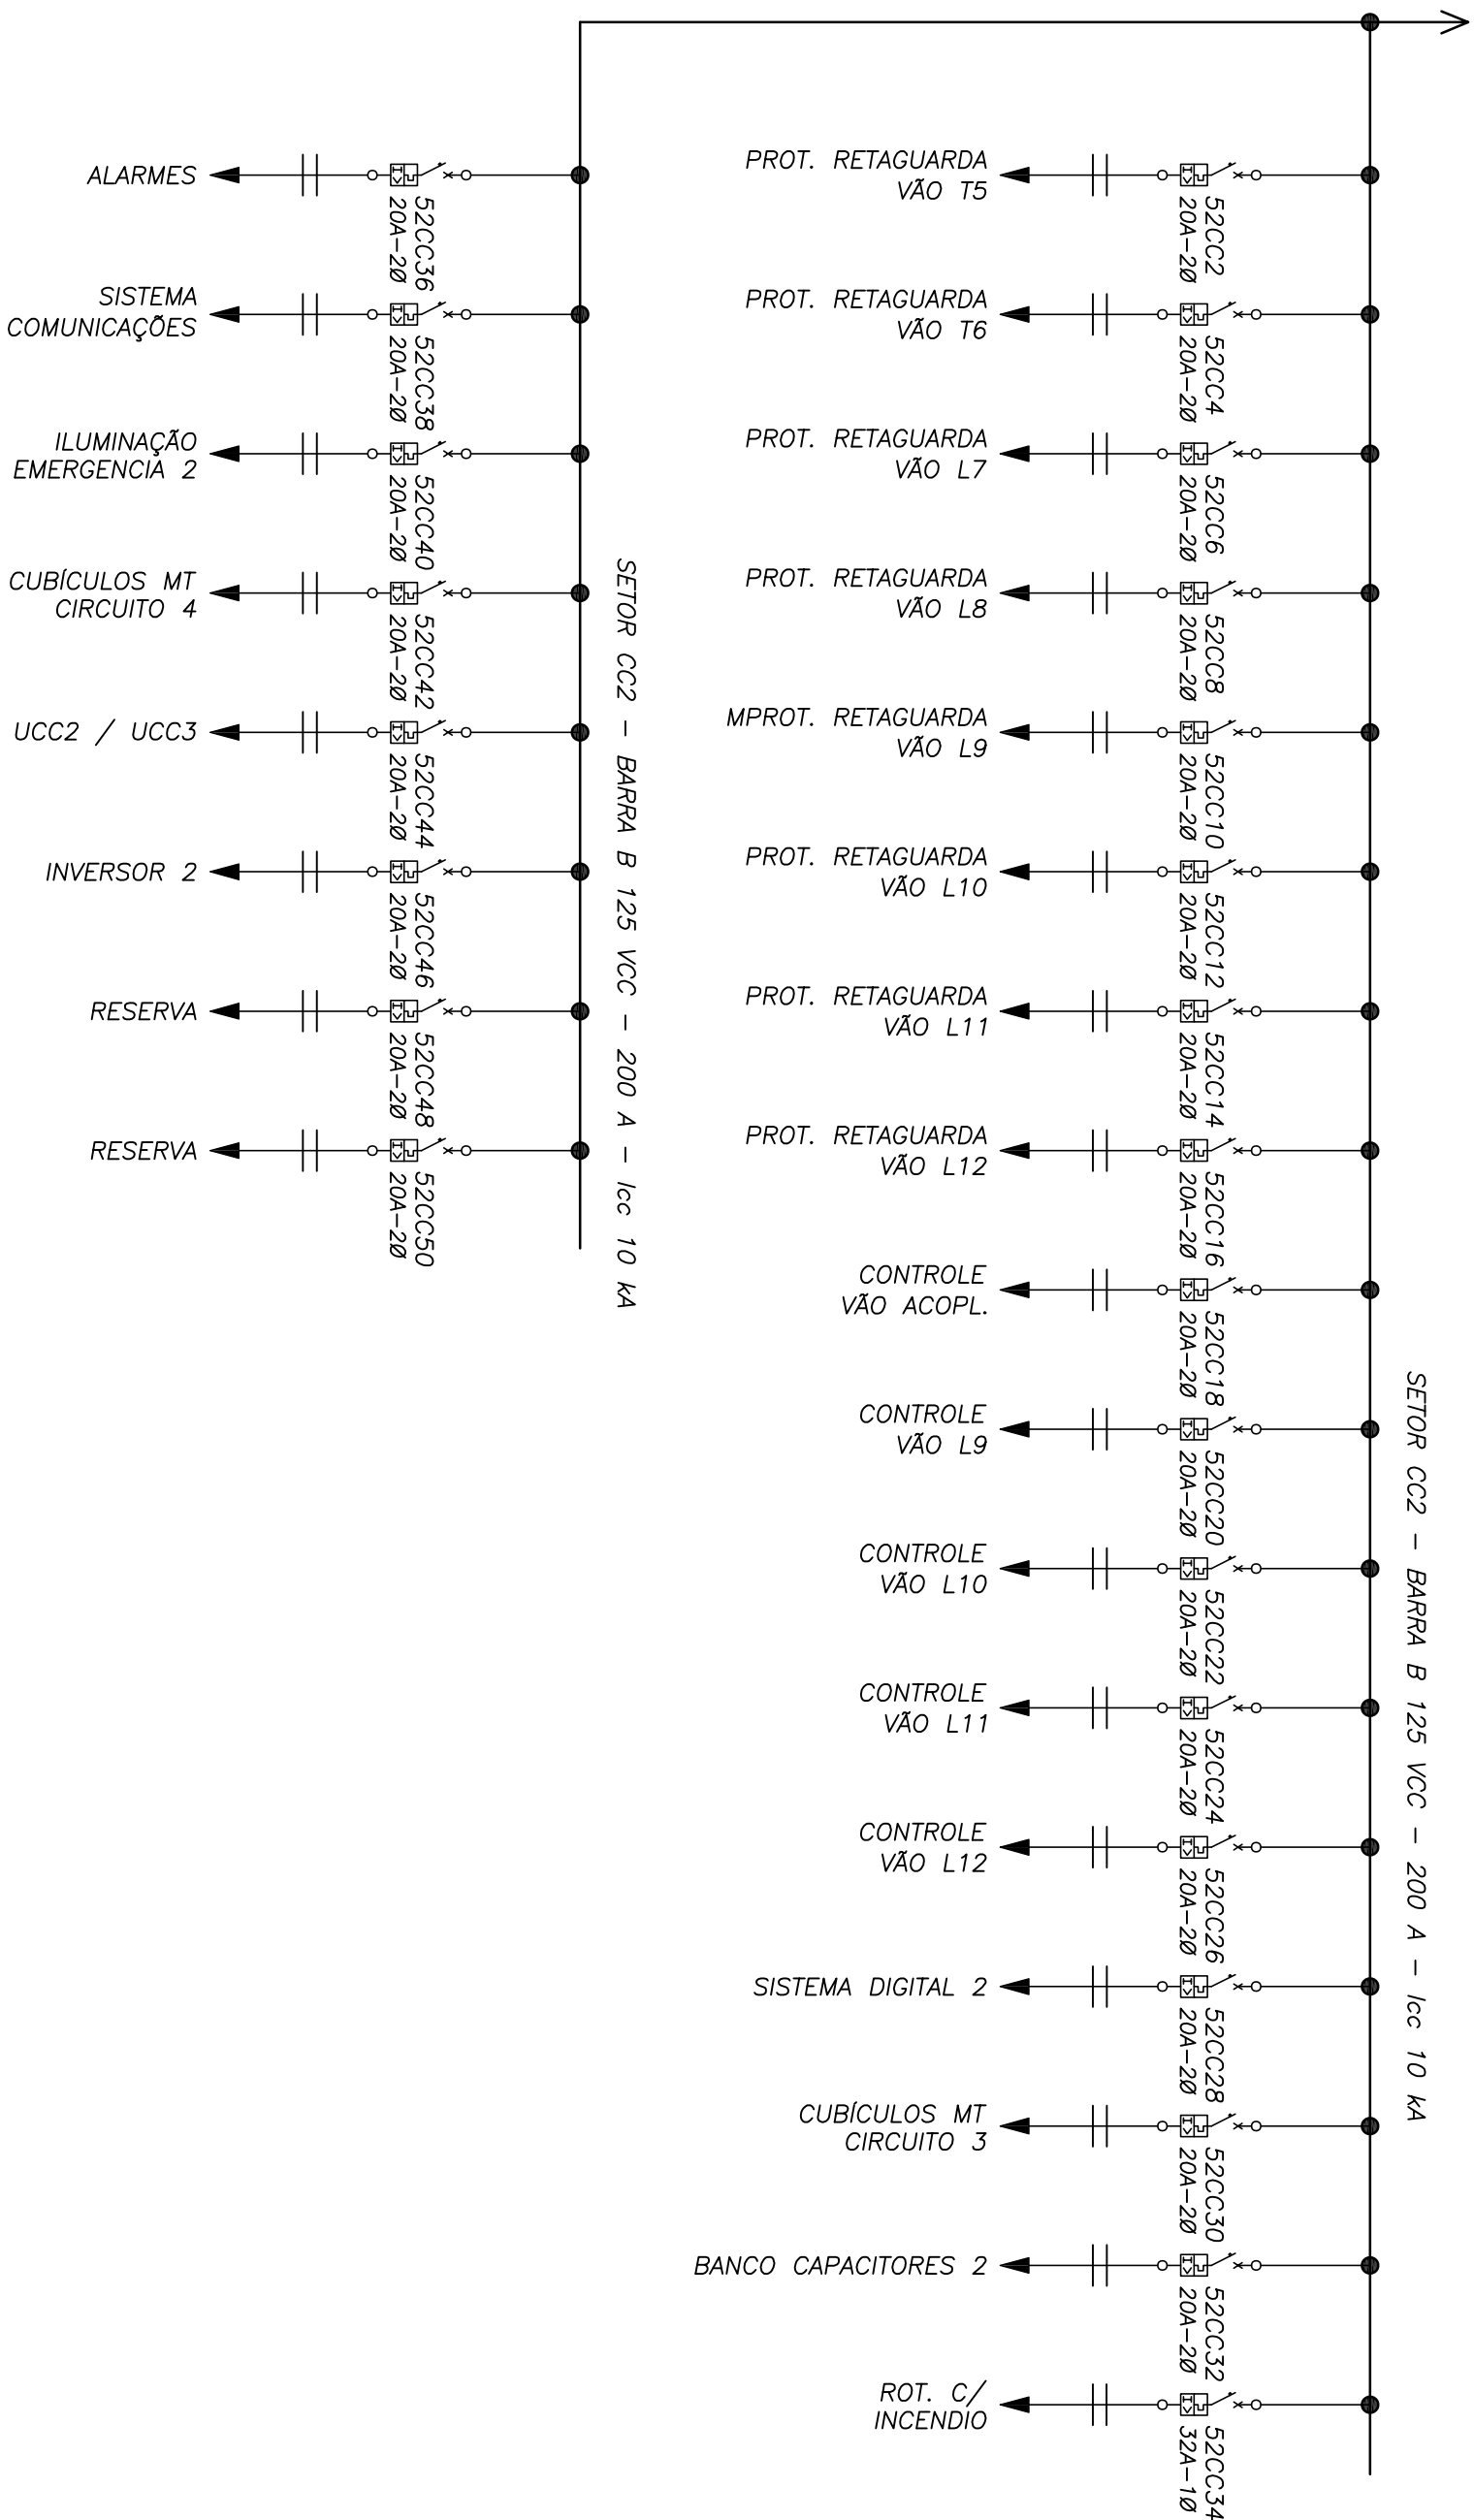 ALARMES
52CC36
20A-2Ø
SISTEMA
COMUNICAÇÕES
52CC38
20A-2Ø
ILUMINAÇÃO
EMERGENCIA 2
52CC40
20A-2Ø
CUBÍCULOS MT
CIRCUITO 4
52CC42
20A-2Ø
UCC2 / UCC3
52CC44
20A-2Ø
INVERSOR 2
52CC46
20A-2Ø
RESERVA
52CC48
20A-2Ø
RESERVA
52CC50
20A-2Ø
SETOR CC2 - BARRA B 125 VCC - 200 A - Icc 10 kA
PROT. RETAGUARDA
VÃO T5
52CC2
20A-2Ø
PROT. RETAGUARDA
VÃO T6
52CC4
20A-2Ø
PROT. RETAGUARDA
VÃO L7
52CC6
20A-2Ø
PROT. RETAGUARDA
VÃO L8
52CC8
20A-2Ø
MPROT. RETAGUARDA
VÃO L9
52CC10
20A-2Ø
PROT. RETAGUARDA
VÃO L10
52CC12
20A-2Ø
PROT. RETAGUARDA
VÃO L11
52CC14
20A-2Ø
PROT. RETAGUARDA
VÃO L12
52CC16
20A-2Ø
CONTROLE
VÃO ACOPL.
52CC18
20A-2Ø
CONTROLE
VÃO L9
52CC20
20A-2Ø
CONTROLE
VÃO L10
52CC22
20A-2Ø
CONTROLE
VÃO L11
52CC24
20A-2Ø
CONTROLE
VÃO L12
52CC26
20A-2Ø
SISTEMA DIGITAL 2
52CC28
20A-2Ø
CUBÍCULOS MT
CIRCUITO 3
52CC30
20A-2Ø
BANCO CAPACITORES 2
52CC32
20A-2Ø
ROT. C/
INCENDIO
52CC34
32A-1Ø
SETOR CC2 - BARRA B 125 VCC - 200 A - Icc 10 kA